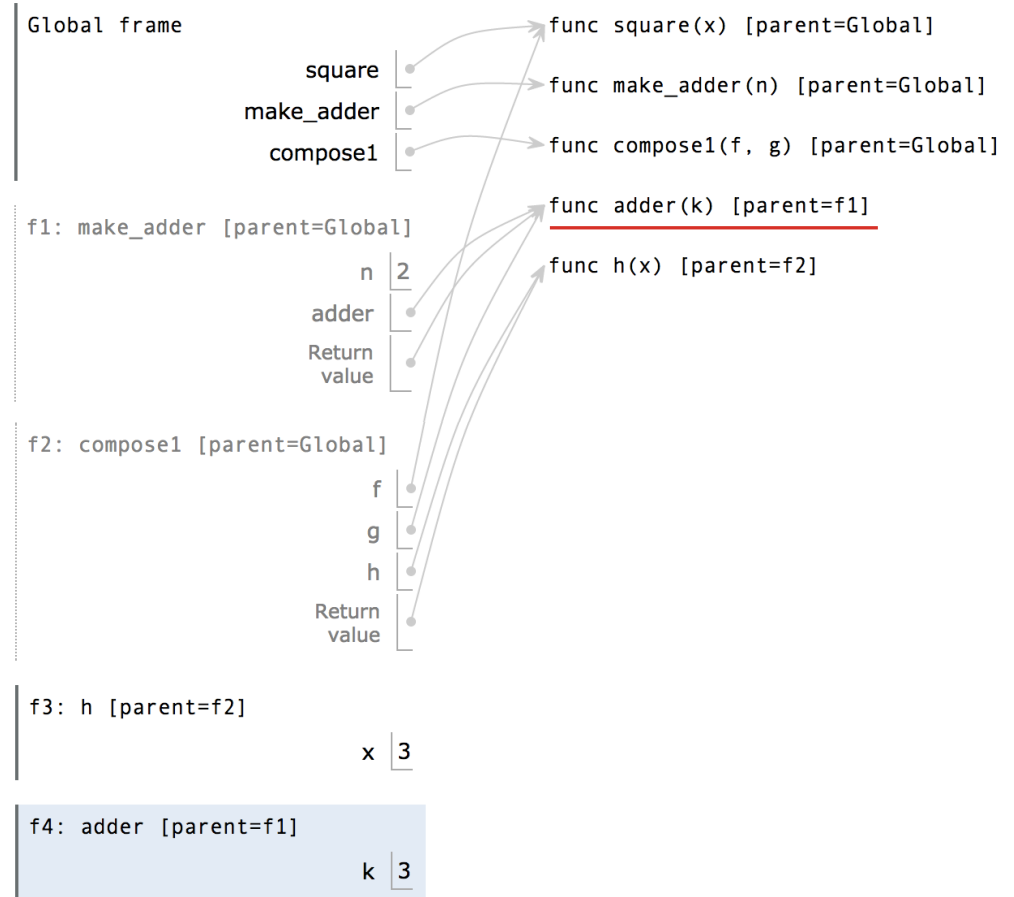 Global frame
square
make_adder
compose1
func square(x) [parent=Global]
func make_adder(n) [parent=Global]
func compose1(f, g) [parent=Global]
func adder(k) [parent=f1]
func h(x) [parent=f2]
f1: make_adder [parent=Global]
n 2
adder
Return
value
f2: compose1 [parent=Global]
f
g
h
Return
value
f3: h [parent=f2]
x 3
f4: adder [parent=f1]
k 3